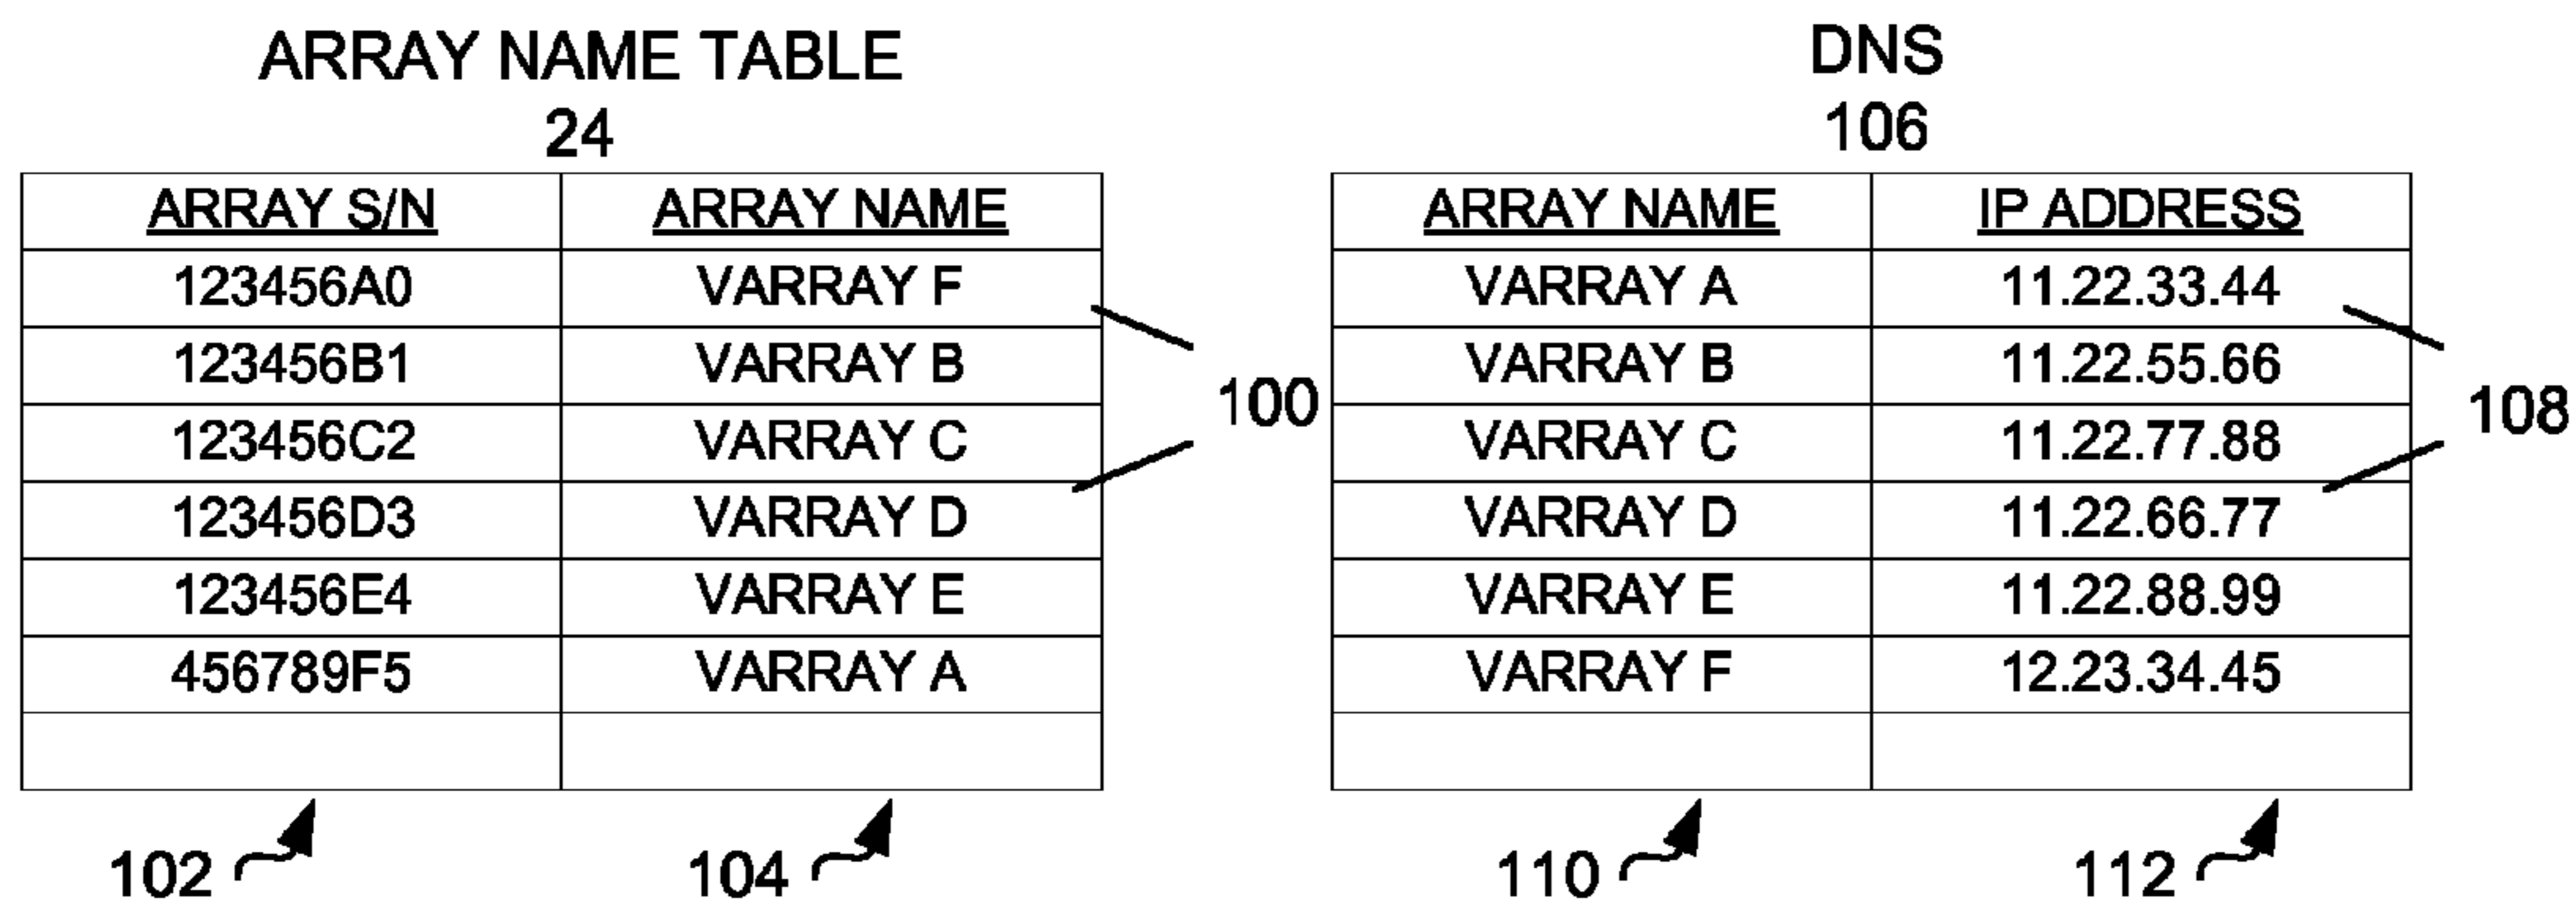 ARRAY NAME TABLE
24
ARRAY S/N ARRAY NAME
123456A0 VARRAY F
123456B1 VARRAY B
123456C2 VARRAY C
123456D3 VARRAY D
123456E4 VARRAY E
456789F5 VARRAY A
100
102 104
DNS
106
ARRAY NAME IP ADDRESS
VARRAY A 11.22.33.44
VARRAY B 11.22.55.66
VARRAY C 11.22.77.88
VARRAY D 11.22.66.77
VARRAY E 11.22.88.99
VARRAY F 12.23.34.45
108
110 112